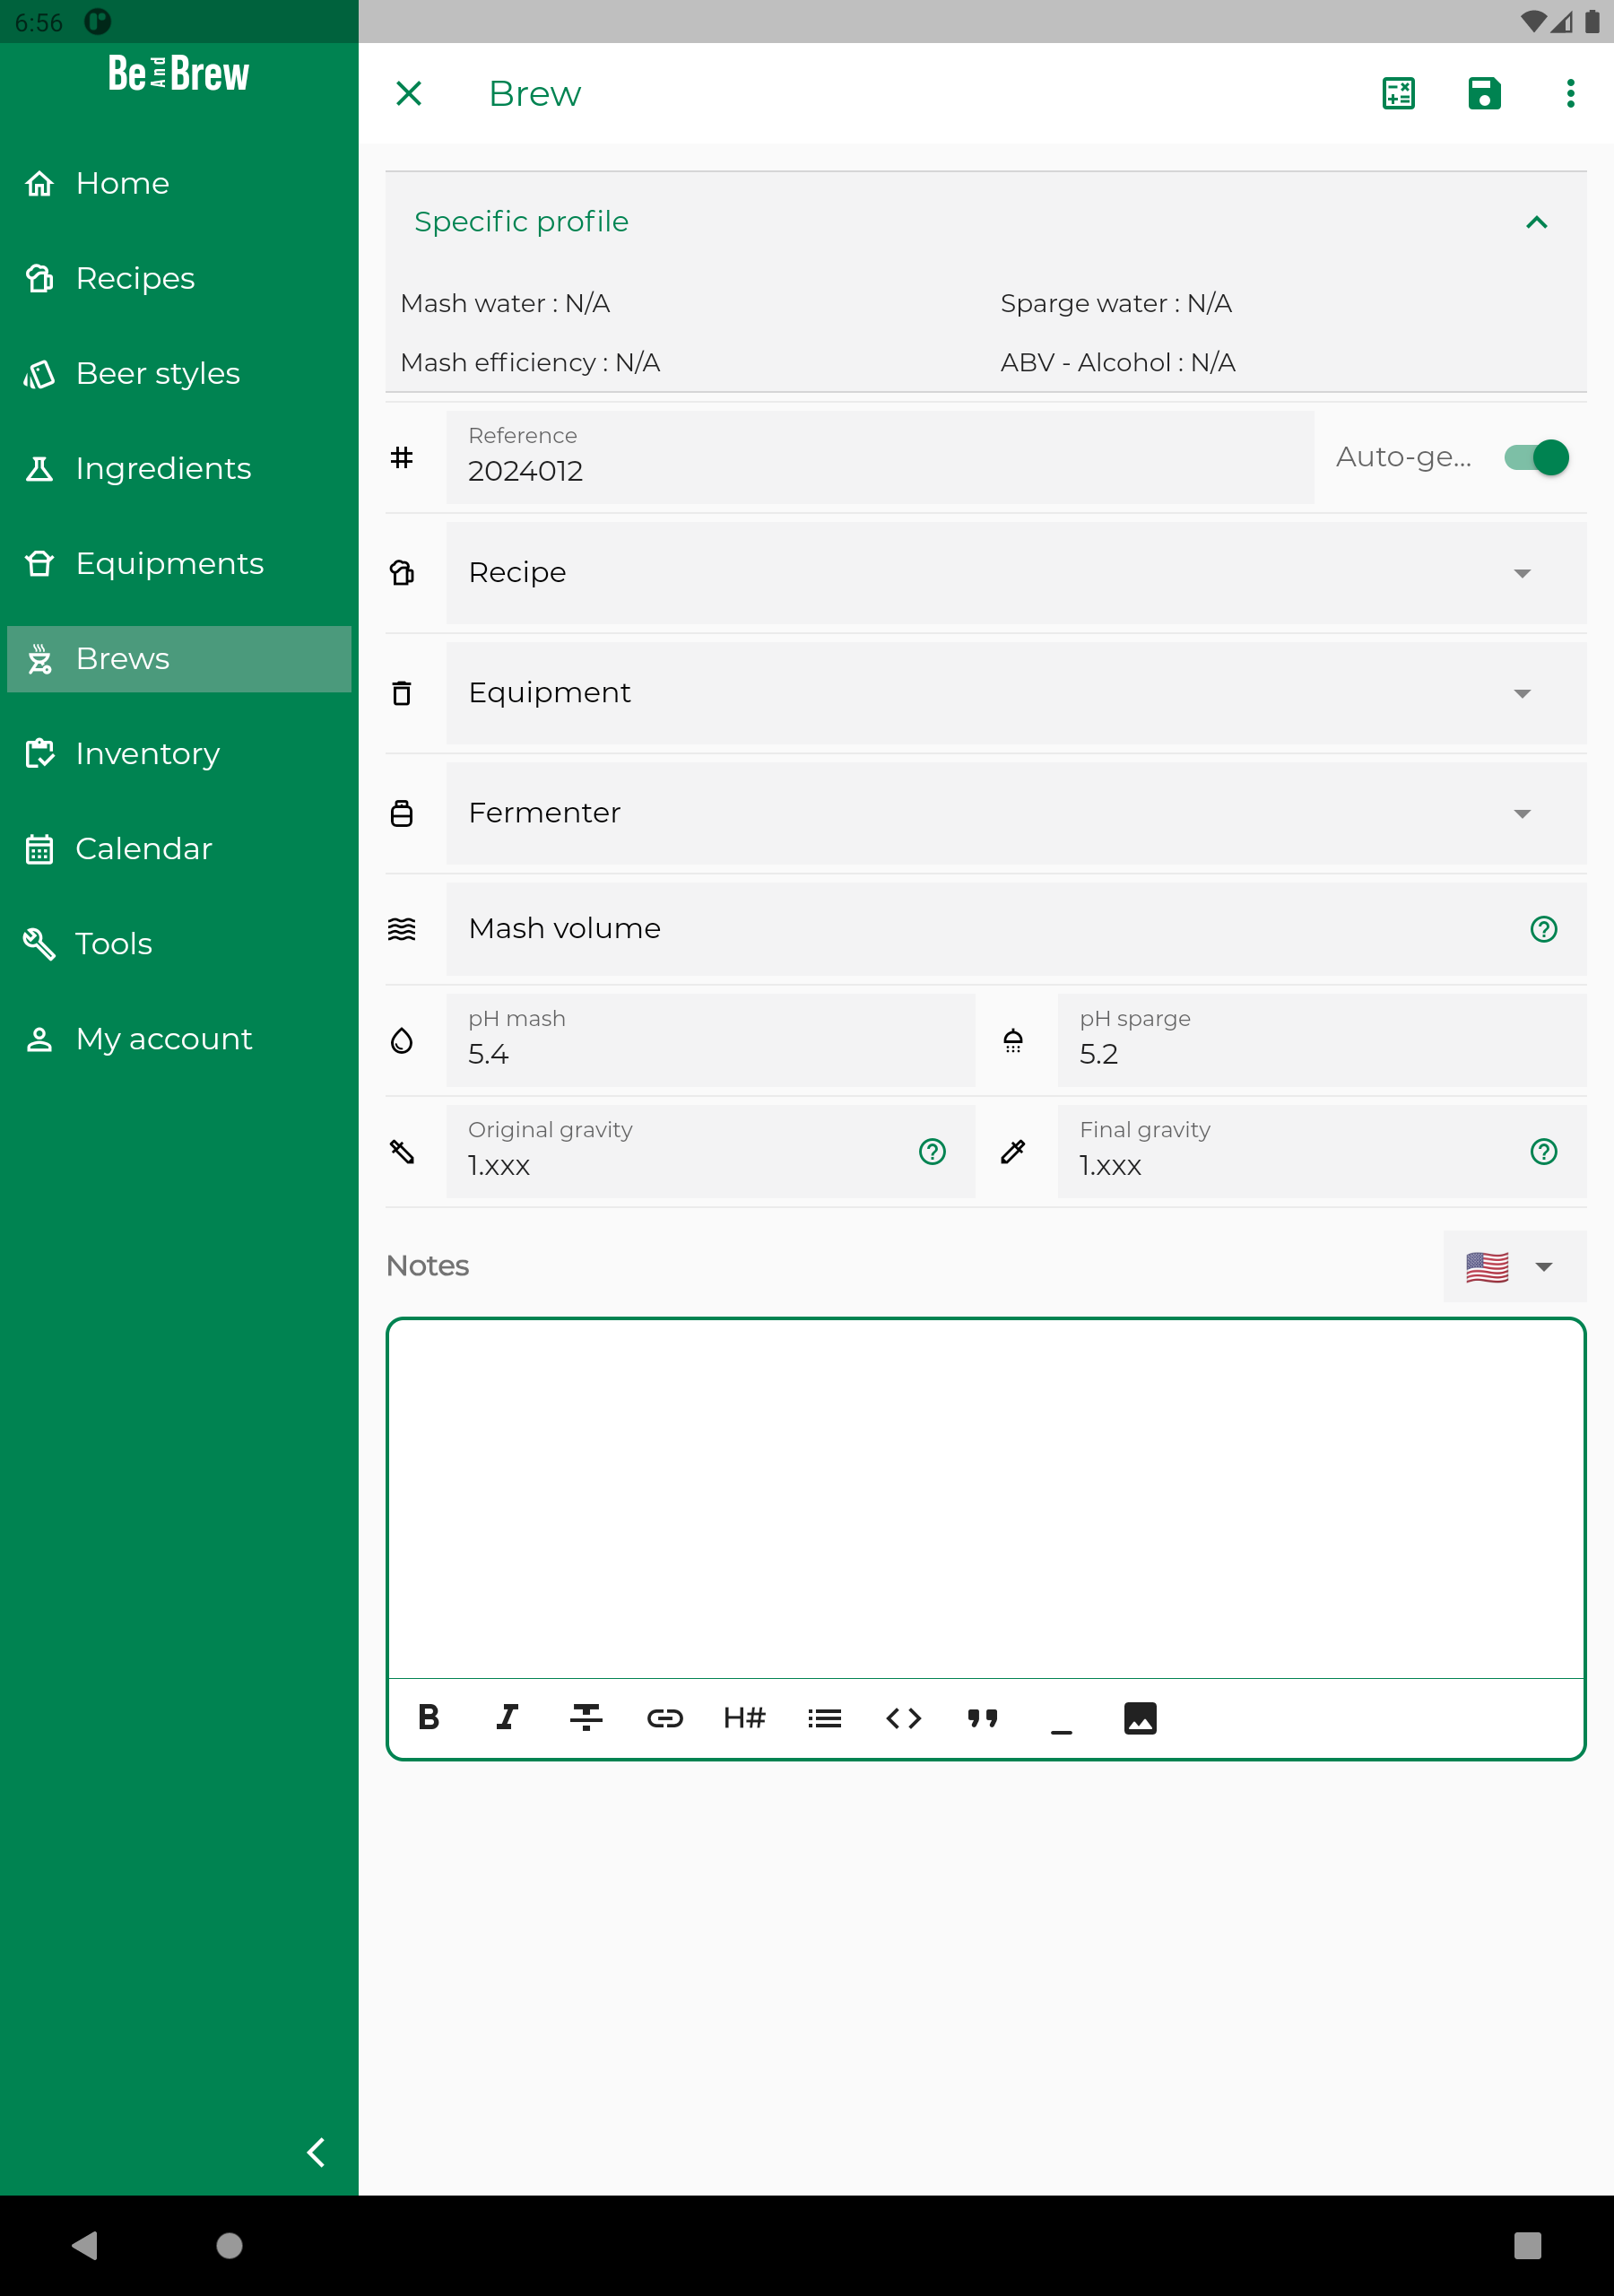 6:56
Be And Brew
Brew
Home
Recipes
Beer styles
Ingredients
Equipments
Brews
Inventory
Calendar
Tools
My account
Specific profile
Mash water : N/A
Sparge water : N/A
Mash efficiency : N/A
ABV - Alcohol : N/A
Reference
2024012
Auto-ge...
Recipe
Equipment
Fermenter
Mash volume
pH mash
5.4
pH sparge
5.2
Original gravity
1.xxx
Final gravity
1.xxx
Notes
B I T H# <> _